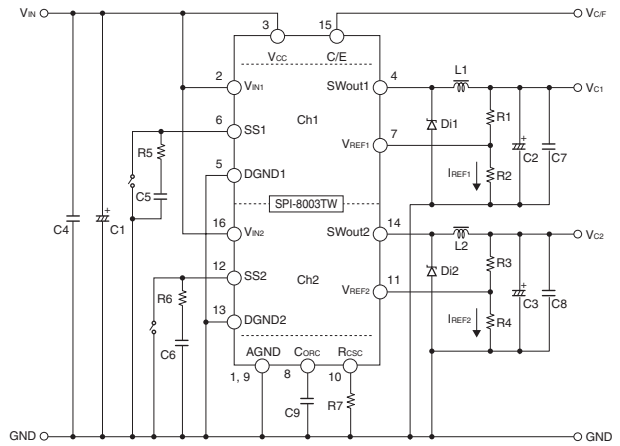 VIN
3
15
VC/F
VCC
C/E
2
VIN1
SWout1
4
L1
VC1
Ch1
6
SS1
R5
Di1
R1
VREF1
7
C2
C7
5
DGND1
IREF1
R2
C5
SPI-8003TW
C4
C1
16
VIN2
SWout2
14
L2
VC2
12
SS2
Ch2
R6
Di2
R3
VREF2
11
C3
C8
13
DGND2
IREF2
R4
C6
AGND
CORC
RCSC
1, 9
8
10
C9
R7
GND
GND